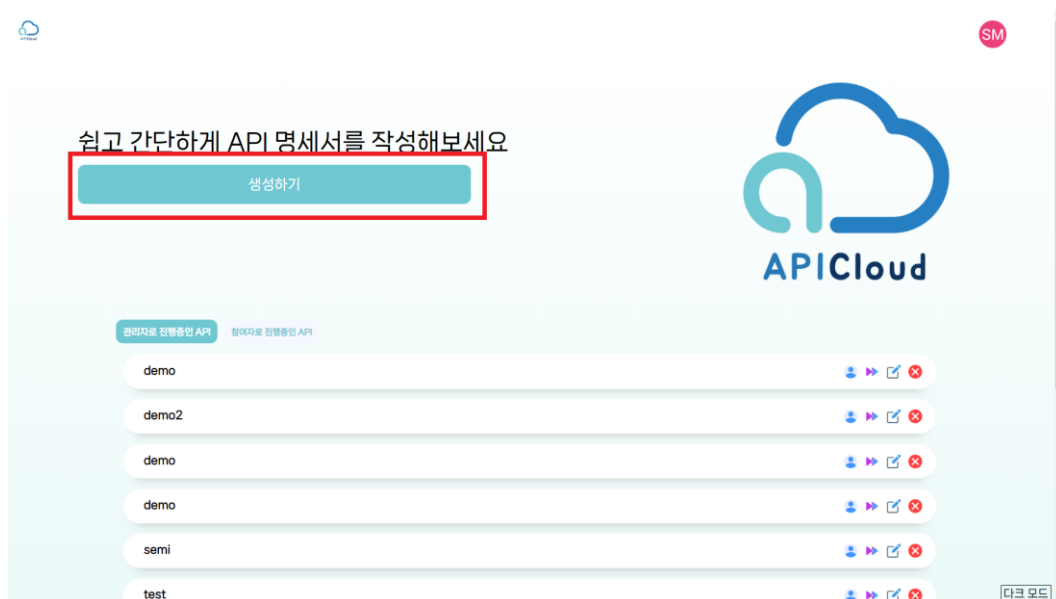 SM
쉽고 간단하게 API 명세서를 작성해보세요
생성하기
APICloud
관리자로 진행중인 API 참여자로 진행중인 API
demo
demo2
demo
demo
semi
test
다크 모드